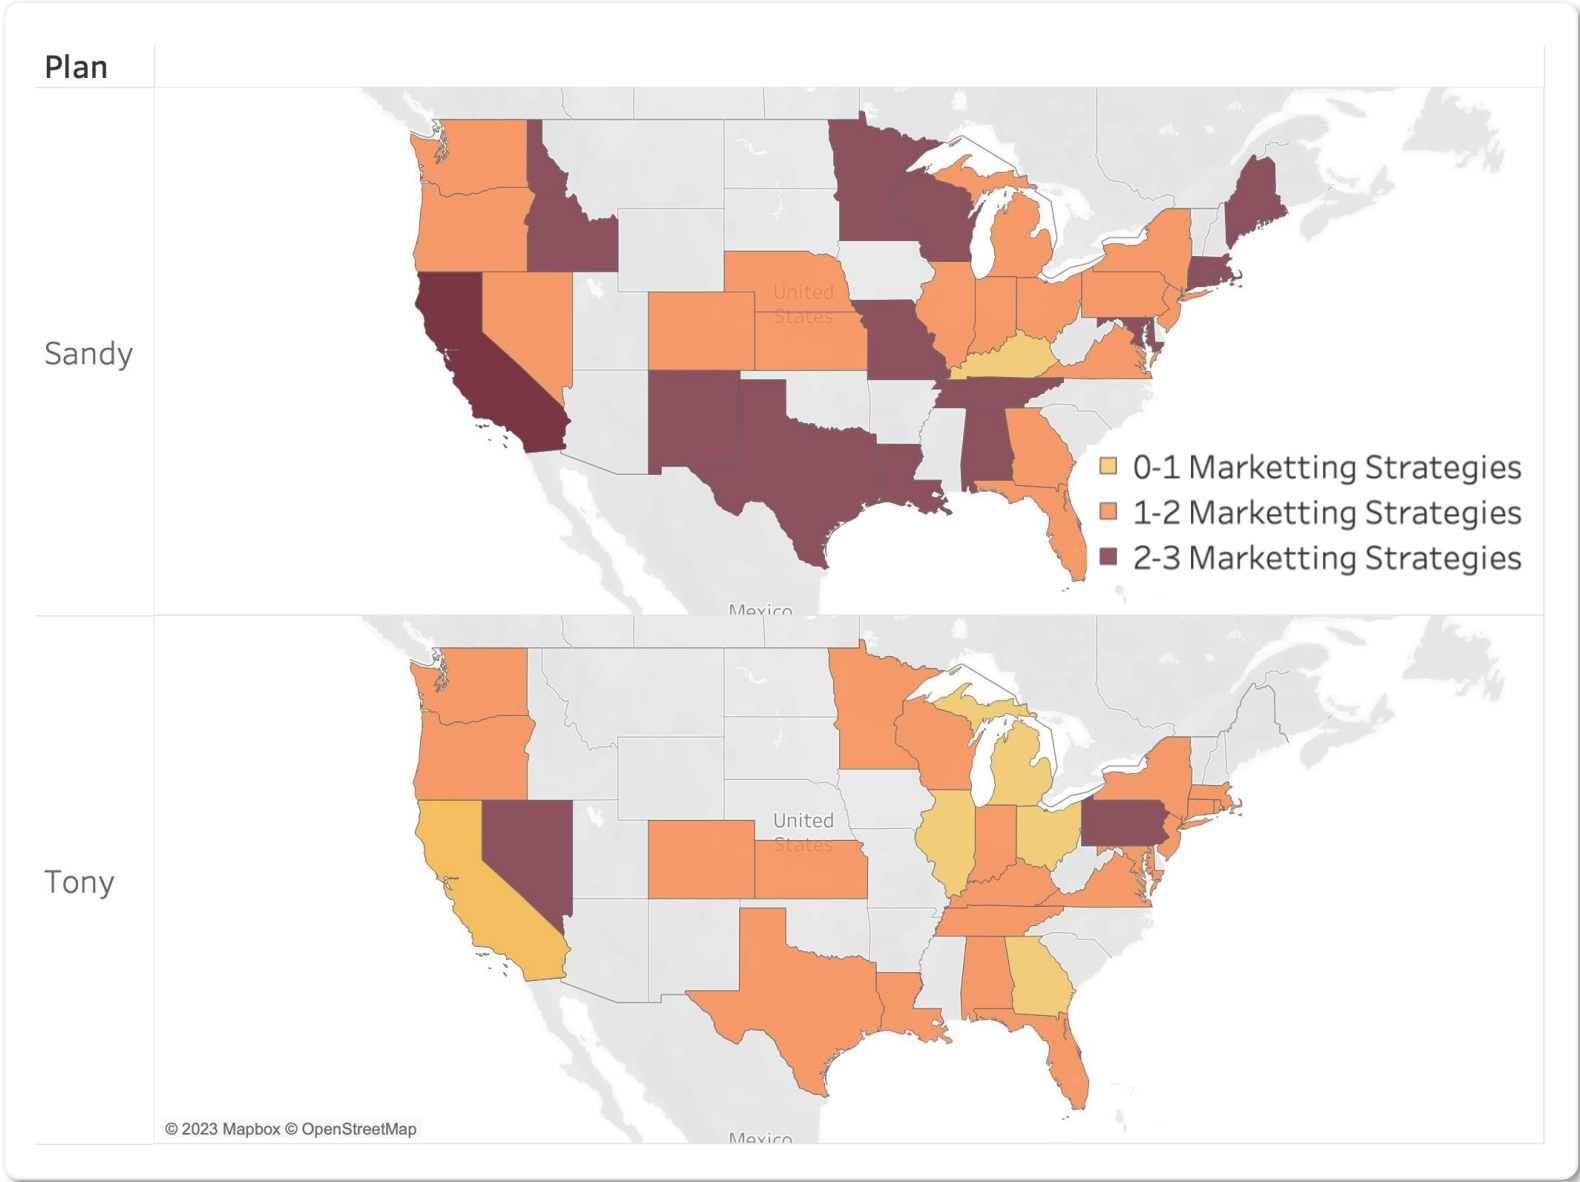 Plan
United
States
Sandy
0-1 Marketting Strategies
1-2 Marketting Strategies
2-3 Marketting Strategies
Mexico
United
States
Tony
© 2023 Mapbox © OpenStreetMap
Mexico